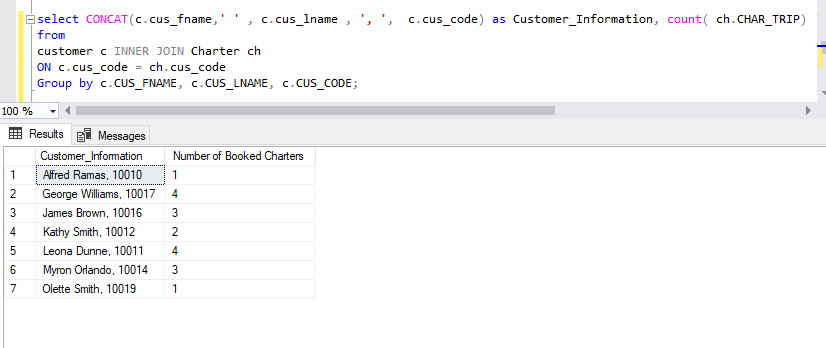 select CONCAT(c.cus_fname,' ' , c.cus_lname , ', ',  c.cus_code) as Customer_Information, count( ch.CHAR_TRIP)
from
customer c INNER JOIN Charter ch
ON c.cus_code = ch.cus_code
Group by c.CUS_FNAME, c.CUS_LNAME, c.CUS_CODE;
100 %
Results Messages
Customer_Information Number of Booked Charters
1 Alfred Ramas, 10010 1
2 George Williams, 10017 4
3 James Brown, 10016 3
4 Kathy Smith, 10012 2
5 Leona Dunne, 10011 4
6 Myron Orlando, 10014 3
7 Olette Smith, 10019 1